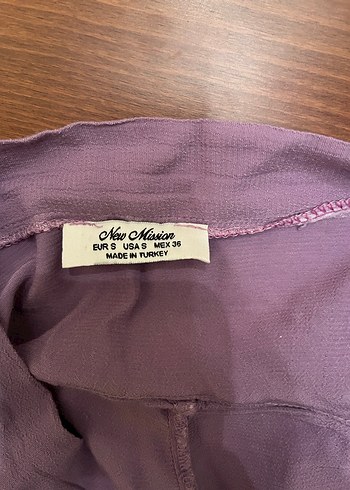 New Mission
EUR S USA S MEX 36
MADE IN TURKEY